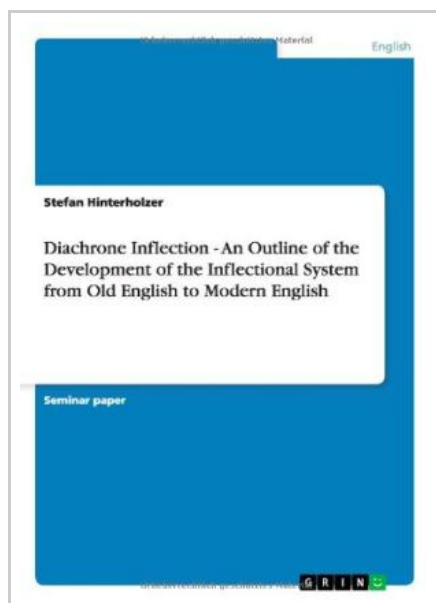 English
Stefan Hinterholzer
Diachrone Inflection - An Outline of the
Development of the Inflectional System
from Old English to Modern English
Seminar paper
GRIN